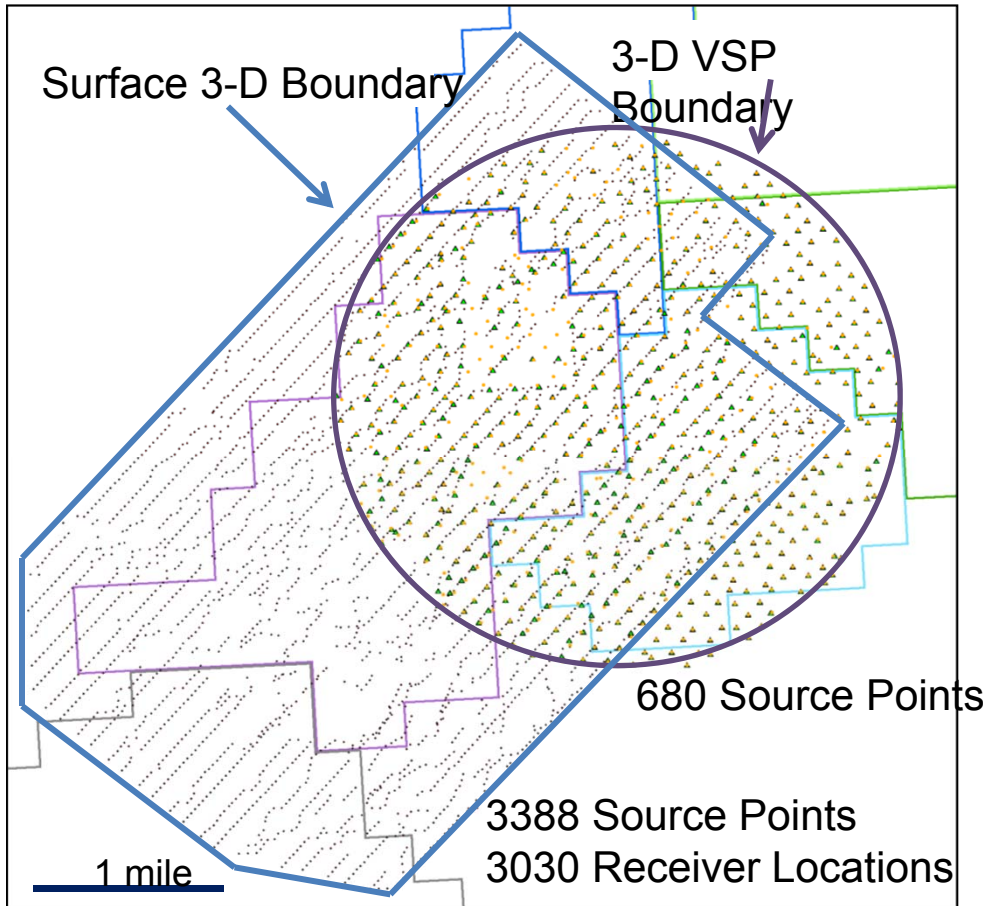 Surface 3-D Boundary
3-D VSP
Boundary
680 Source Points
3388 Source Points
3030 Receiver Locations
1 mile